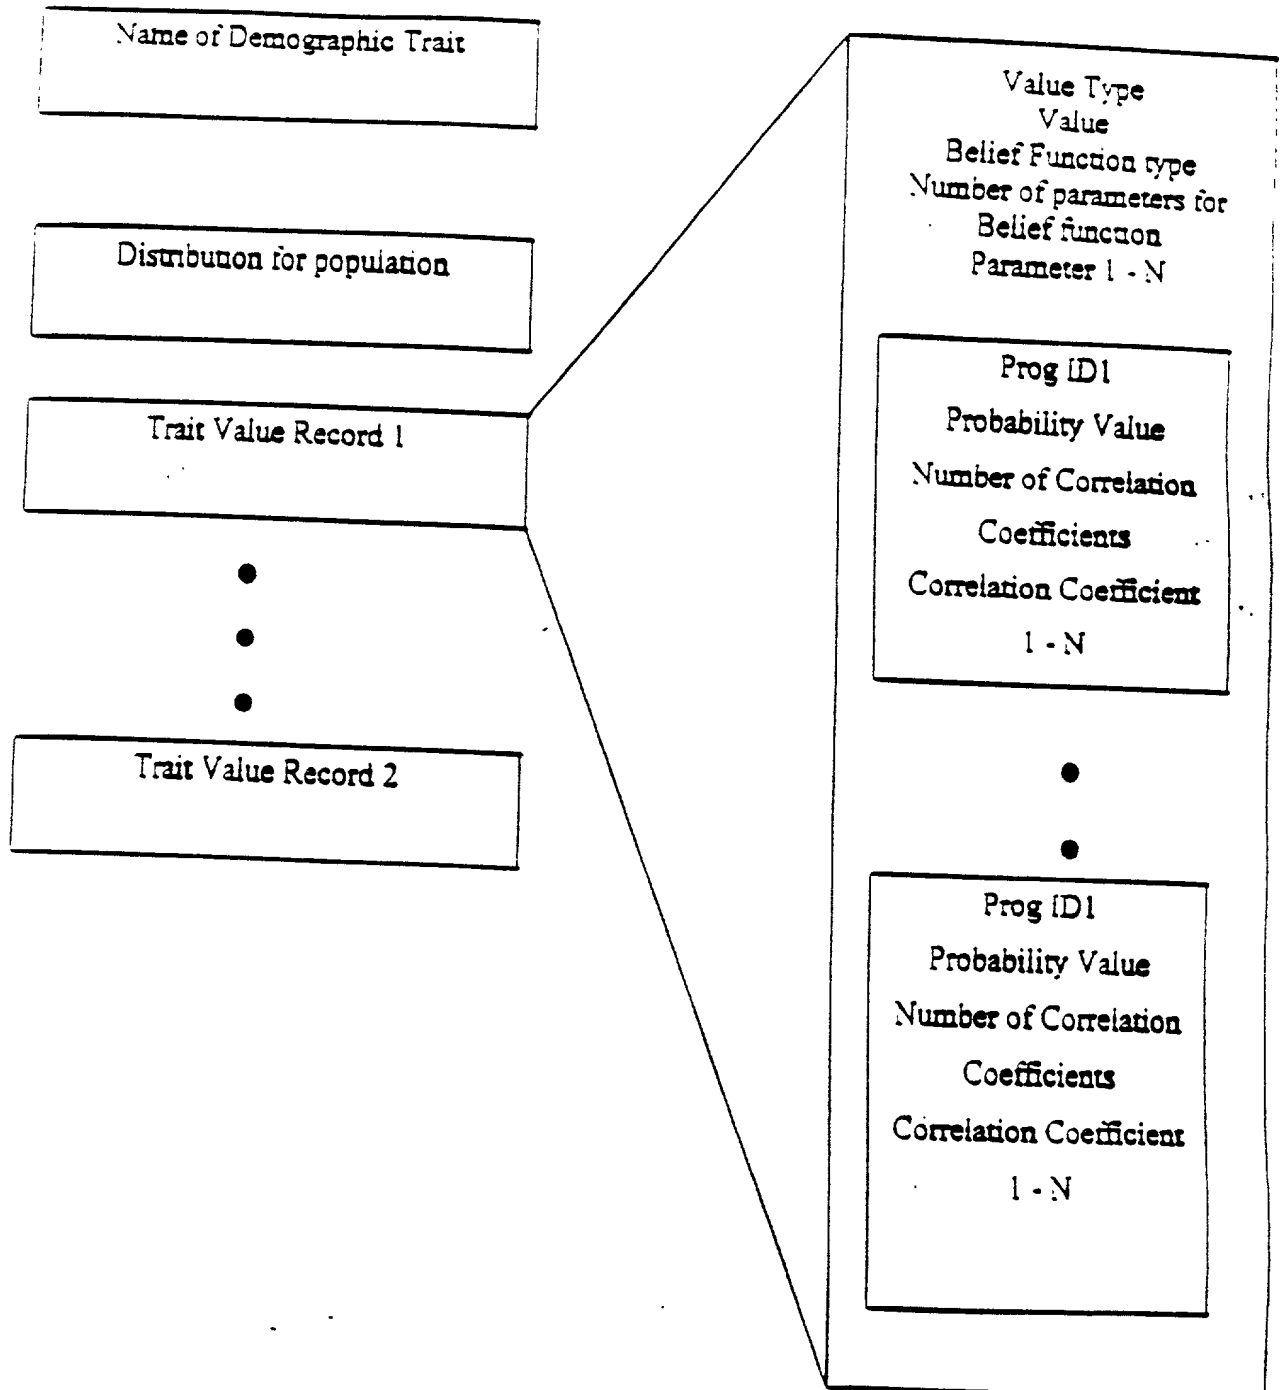 Name of Demographic Trait
Distribution for population
Trait Value Record 1
Trait Value Record 2
Value Type
Value
Belief Function type
Number of parameters for
Belief function
Parameter 1 - N
Prog ID1
Probability Value
Number of Correlation
Coefficients
Correlation Coefficient
1 - N
Prog ID1
Probability Value
Number of Correlation
Coefficients
Correlation Coefficient
1 - N